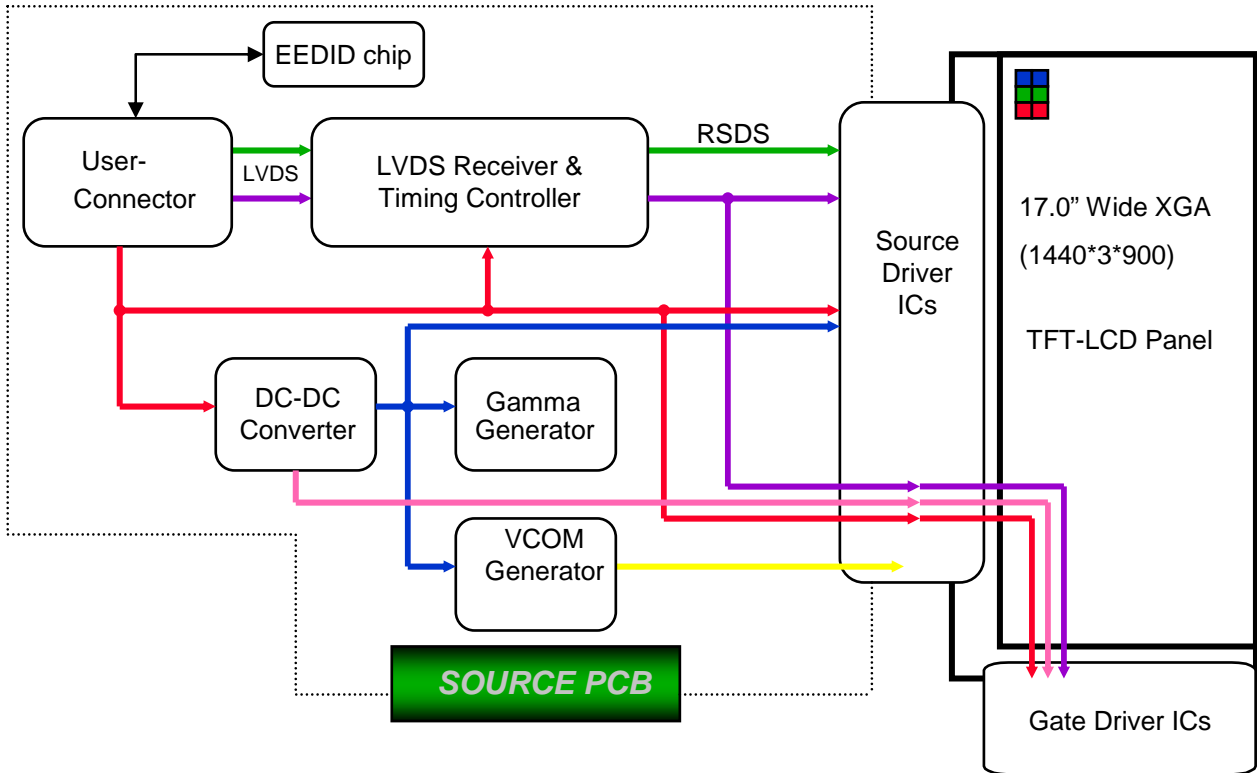 EEDID chip
User-
Connector
LVDS
LVDS Receiver &
Timing Controller
RSDS
Source
Driver
ICs
17.0” Wide XGA
(1440*3*900)
TFT-LCD Panel
DC-DC
Converter
Gamma
Generator
VCOM
Generator
SOURCE PCB
Gate Driver ICs